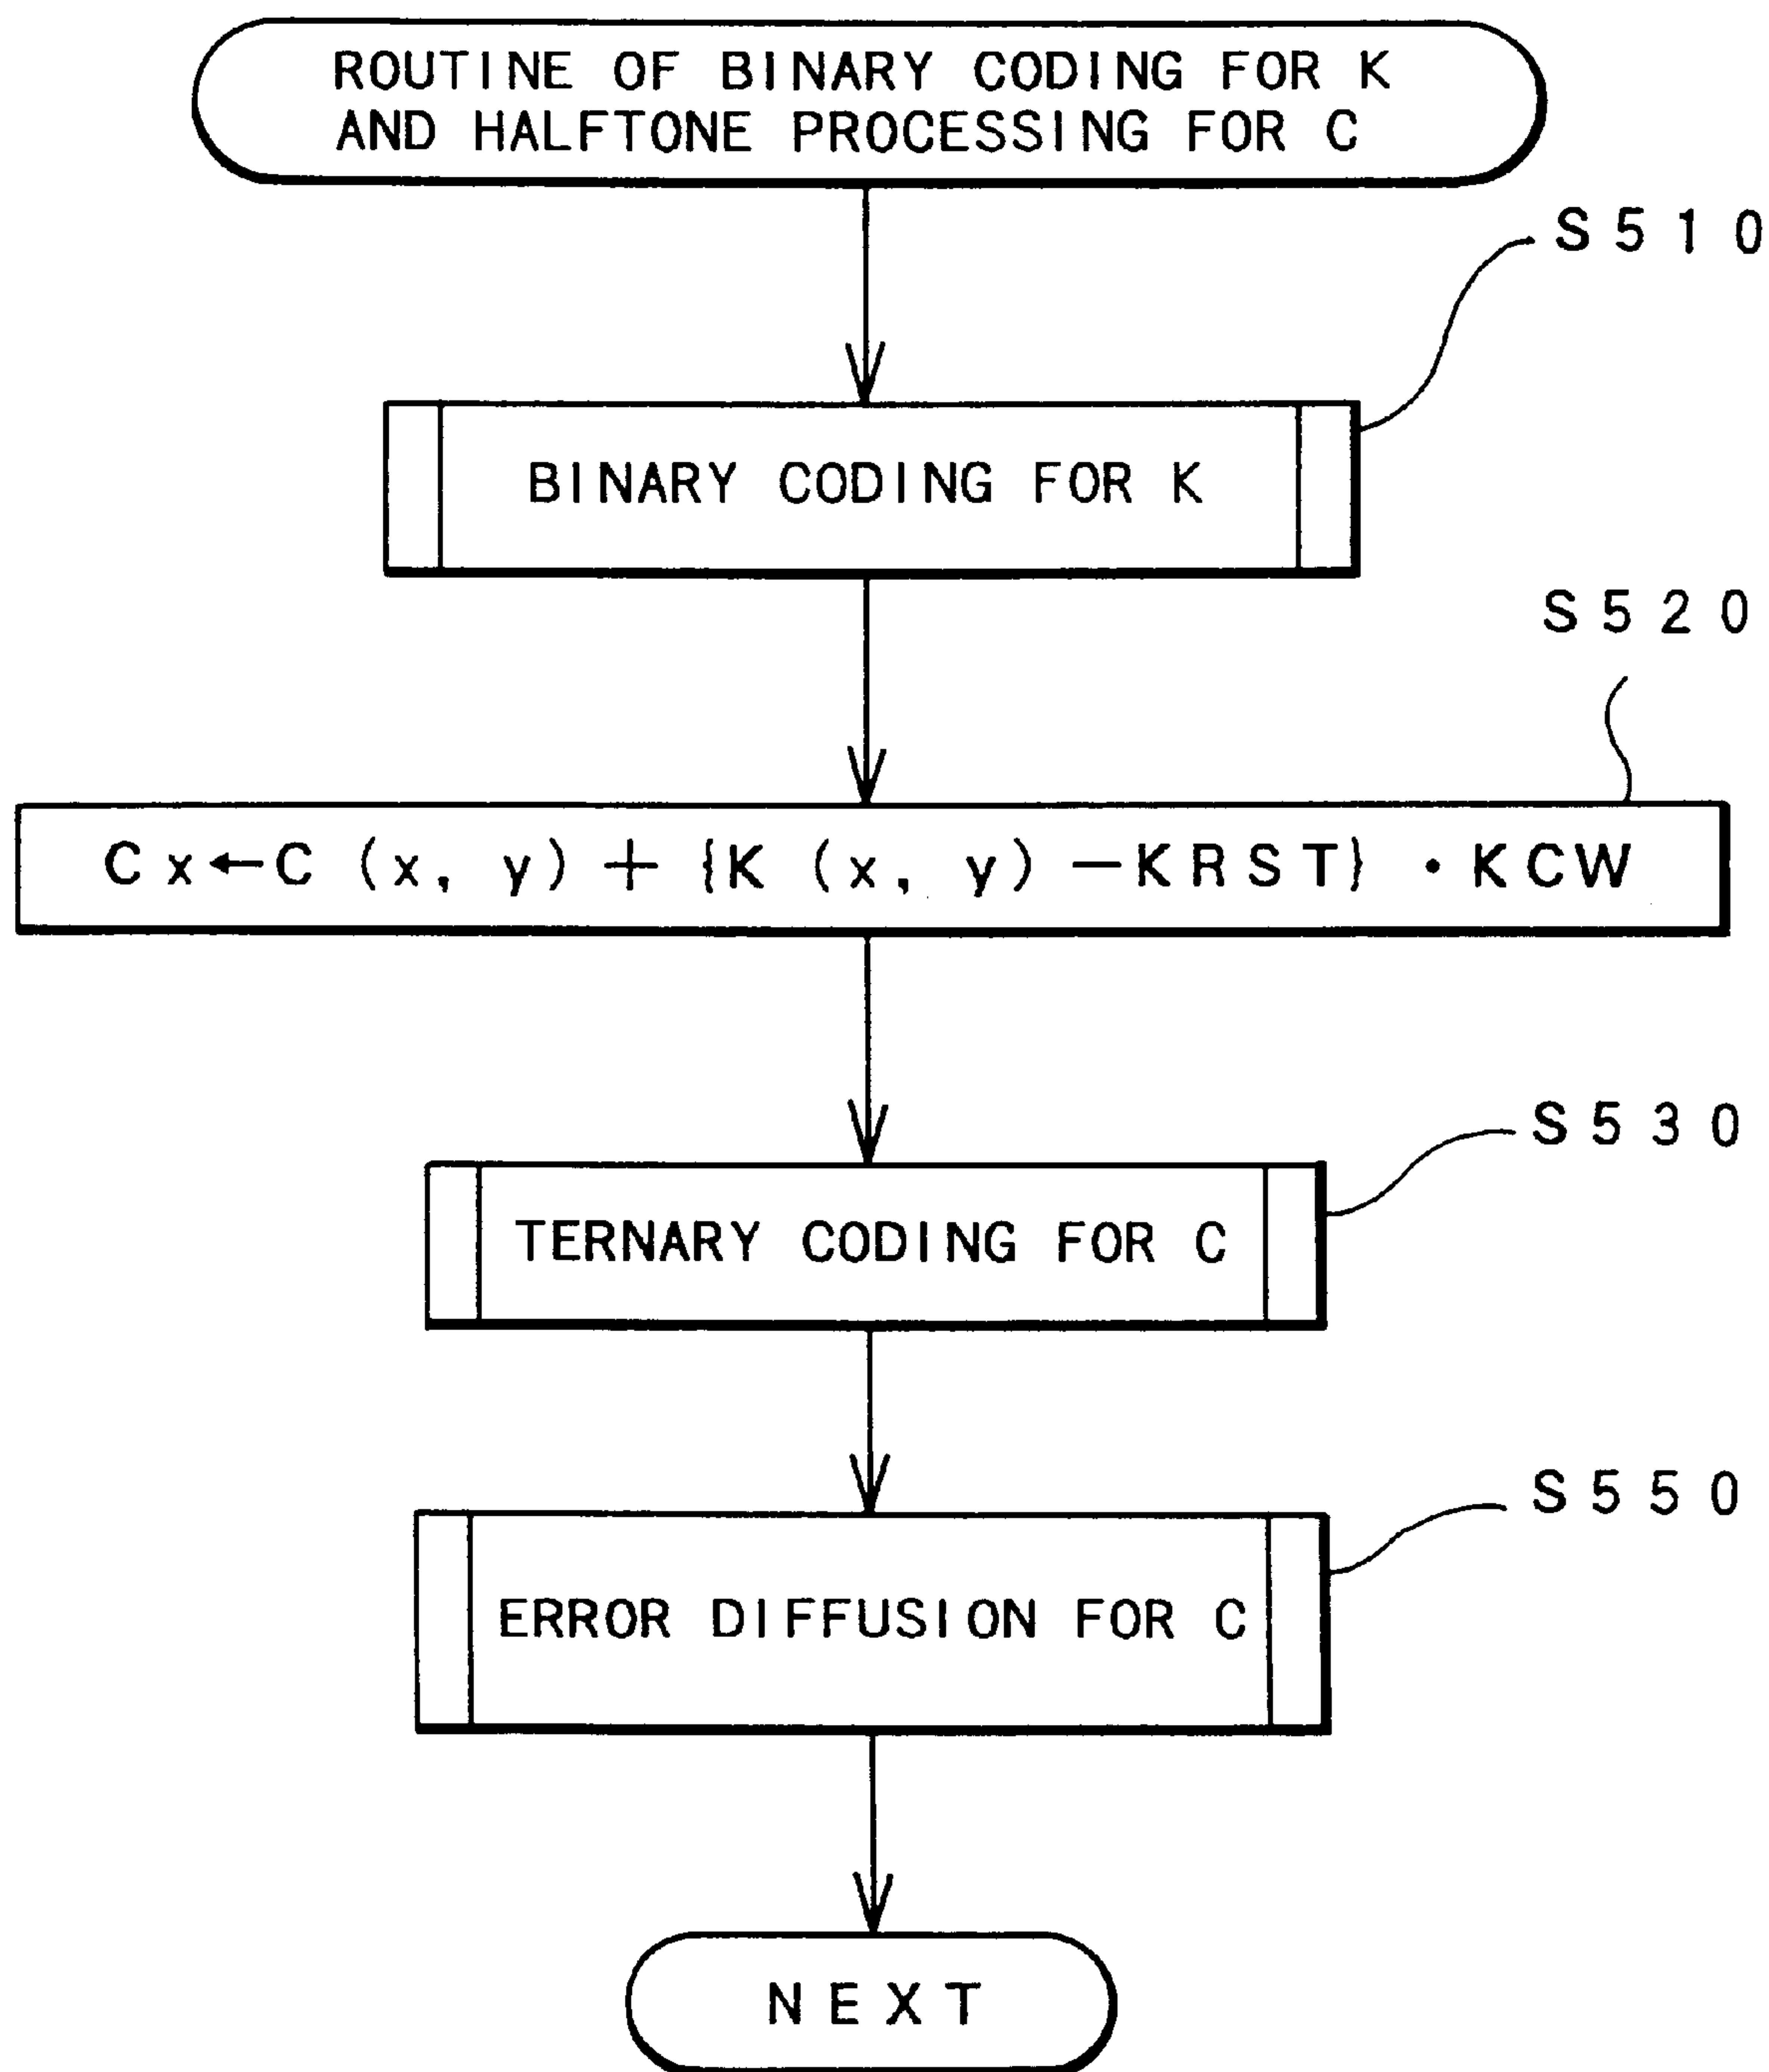 ROUTINE OF BINARY CODING FOR K
AND HALFTONE PROCESSING FOR C
S510
BINARY CODING FOR K
S520
Cx←C (x, y) + {K (x, y) −KRST} ・KCW
S530
TERNARY CODING FOR C
S550
ERROR DIFFUSION FOR C
NEXT